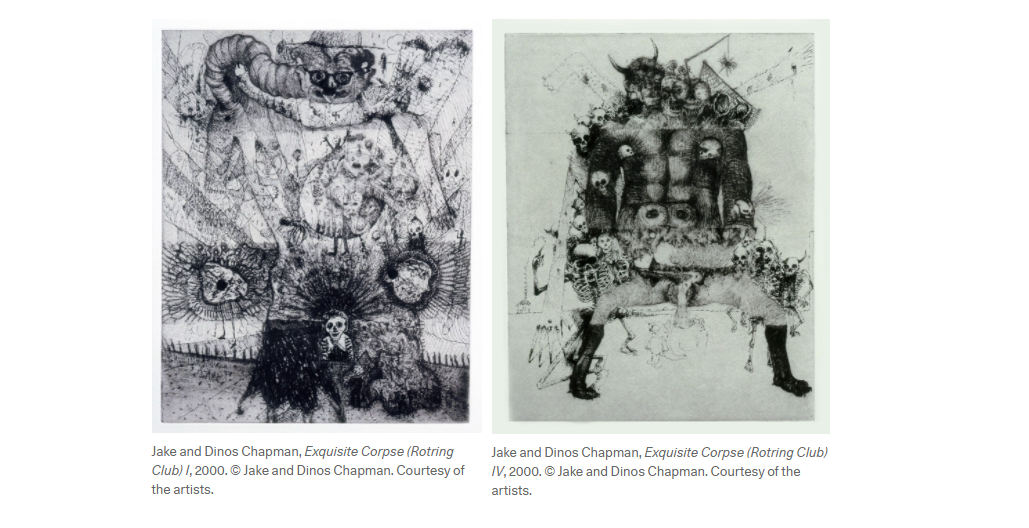 Jake and Dinos Chapman, Exquisite Corpse (Rotring
Club) I, 2000. © Jake and Dinos Chapman. Courtesy of
the artists.
Jake and Dinos Chapman, Exquisite Corpse (Rotring Club)
IV, 2000. © Jake and Dinos Chapman. Courtesy of the
artists.